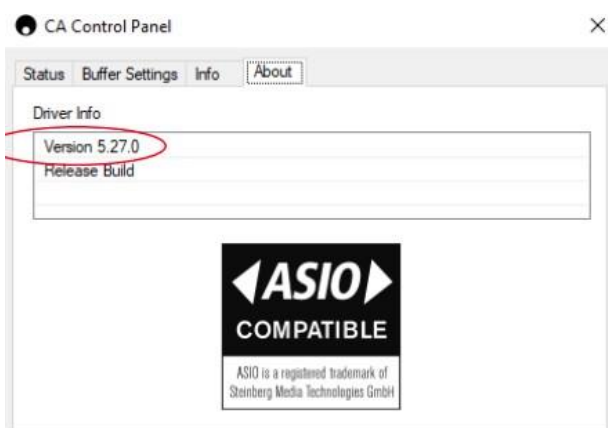 CA Control Panel
Status Buffer Settings Info About
Driver Info
Version 5.27.0
Release Build
ASIO
COMPATIBLE
ASIO is a registered trademark of
Steinberg Media Technologies GmbH